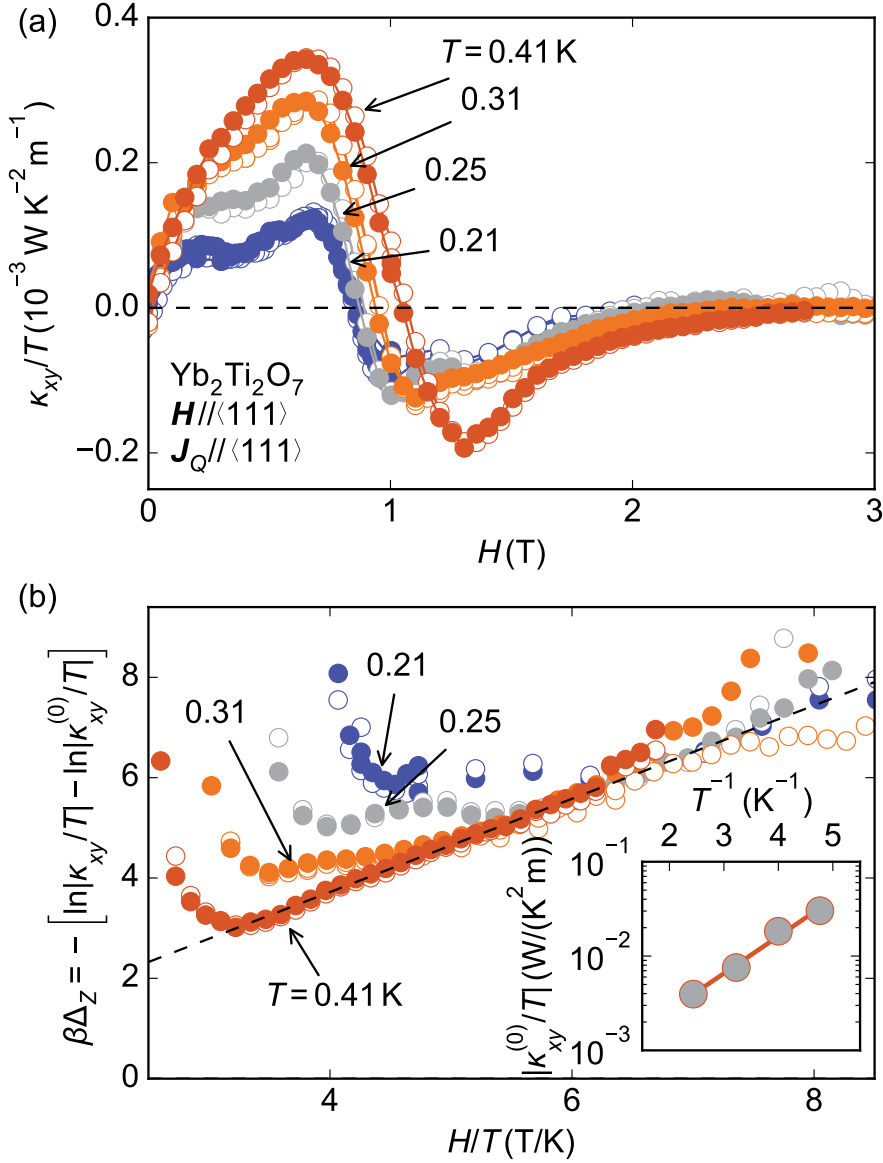 (a)
0.4
0.2
0.0
−0.2
κxy/T (10⁻³ W K⁻² m⁻¹)
T = 0.41 K
0.31
0.25
0.21
Yb₂Ti₂O₇
H//⟨111⟩
J_Q//⟨111⟩
0 1 2 3
H (T)
(b)
8
6
4
2
0
βΔ_Z = −[ln|κxy/T| − ln|κxy⁽⁰⁾/T|]
0.21
0.31
0.25
T = 0.41 K
T⁻¹ (K⁻¹)
2 3 4 5
10⁻¹
10⁻²
10⁻³
|κxy⁽⁰⁾/T| (W/(K² m))
4 6 8
H/T (T/K)